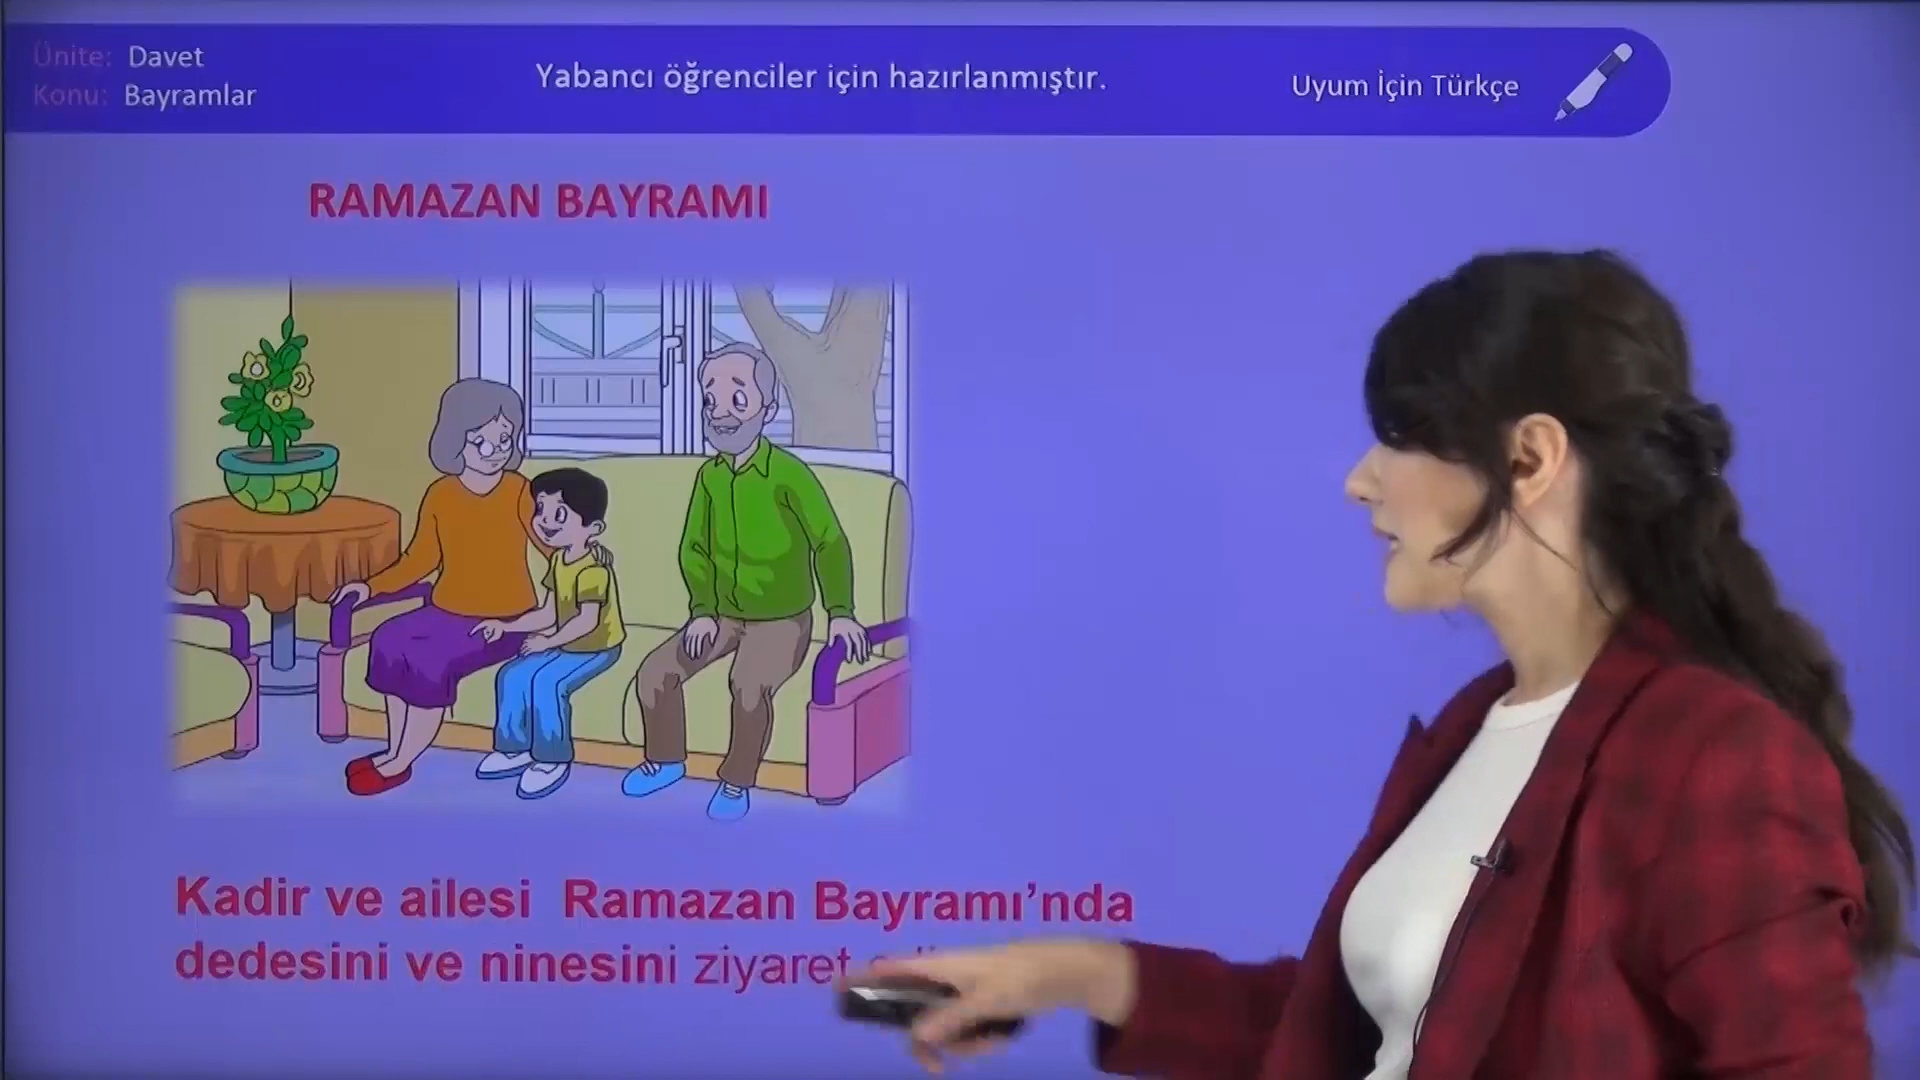 Ünite: Davet
Konu: Bayramlar
Yabancı öğrenciler için hazırlanmıştır.
Uyum İçin Türkçe
RAMAZAN BAYRAMI
Kadir ve ailesi Ramazan Bayramı’nda
dedesini ve ninesini ziyaret